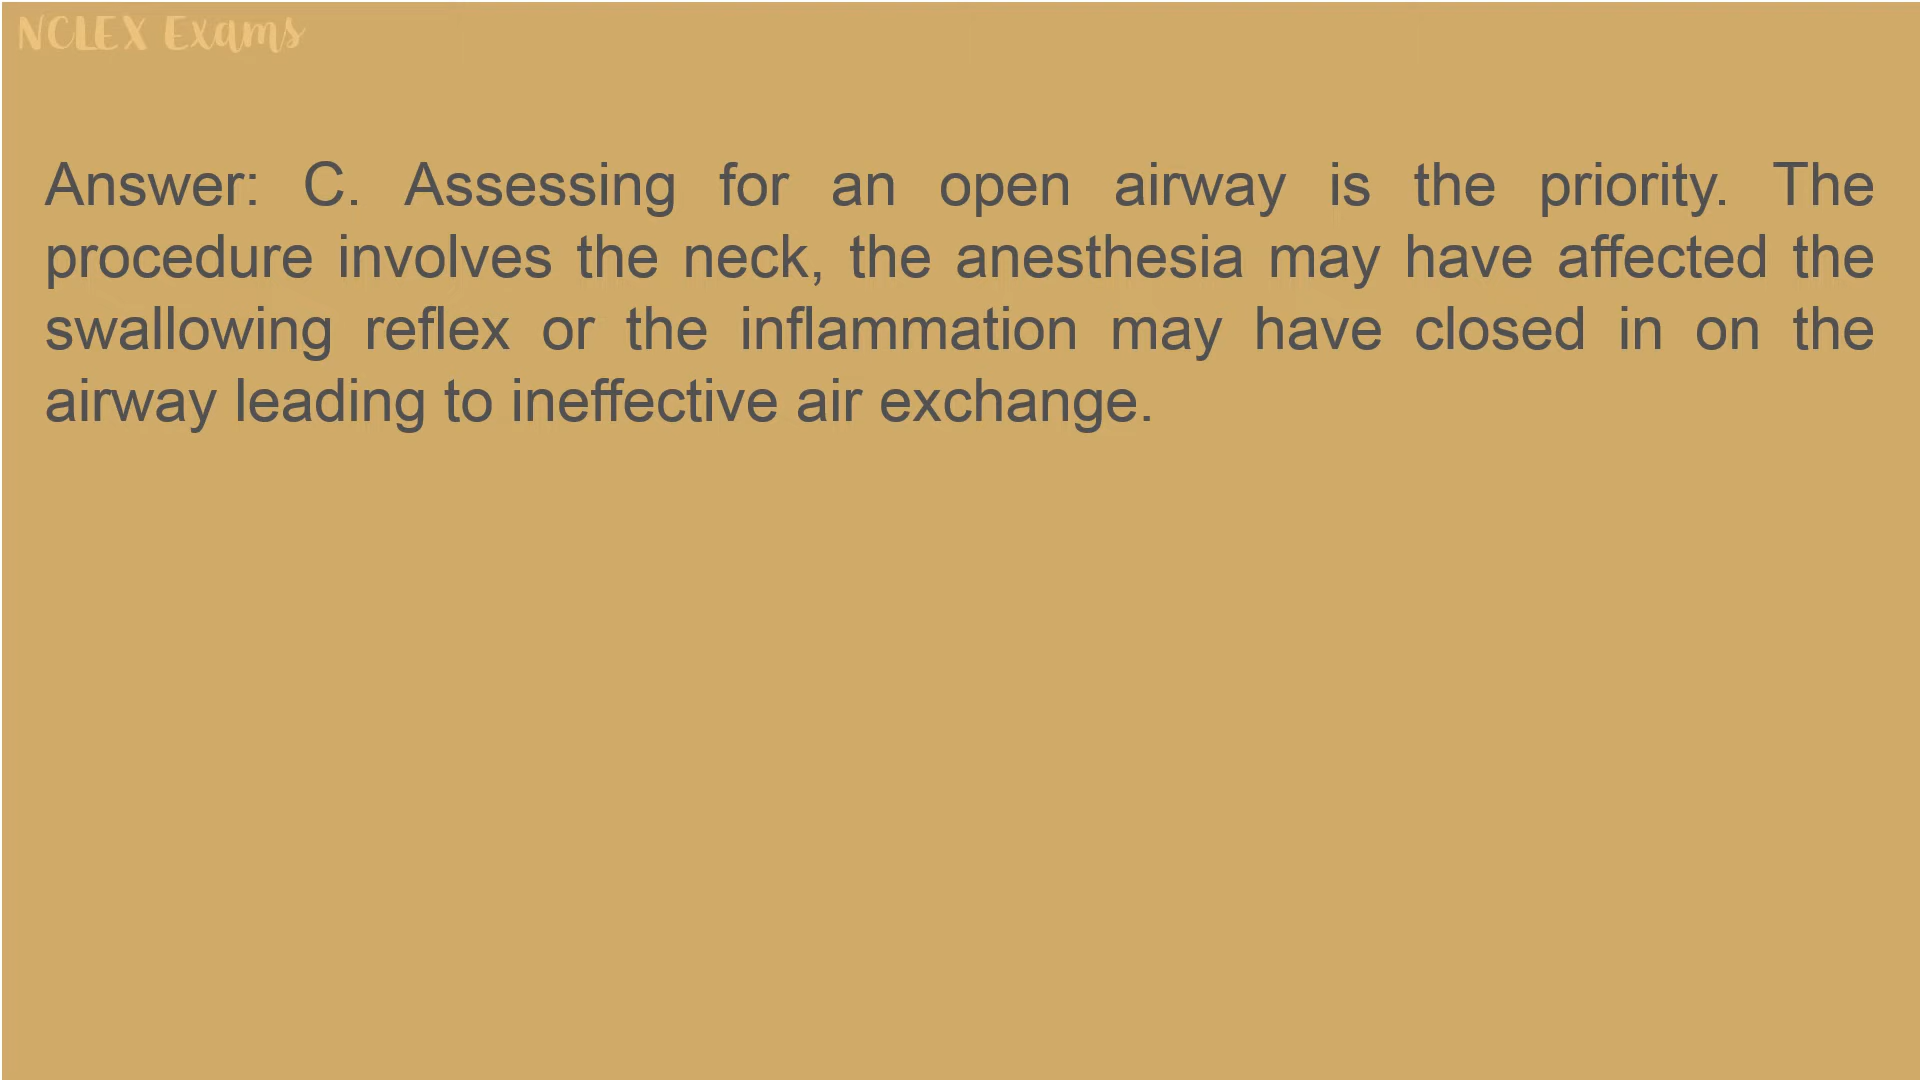 NCLEX Exams
Answer: C. Assessing for an open airway is the priority. The
procedure involves the neck, the anesthesia may have affected the
swallowing reflex or the inflammation may have closed in on the
airway leading to ineffective air exchange.